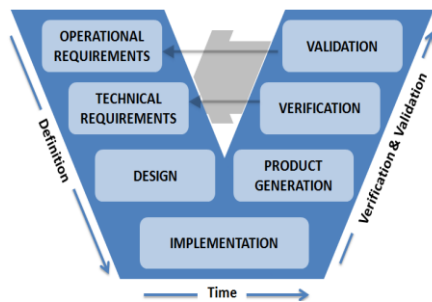 OPERATIONAL
REQUIREMENTS
VALIDATION
TECHNICAL
REQUIREMENTS
VERIFICATION
DESIGN
PRODUCT
GENERATION
IMPLEMENTATION
Definition
Verification & Validation
Time